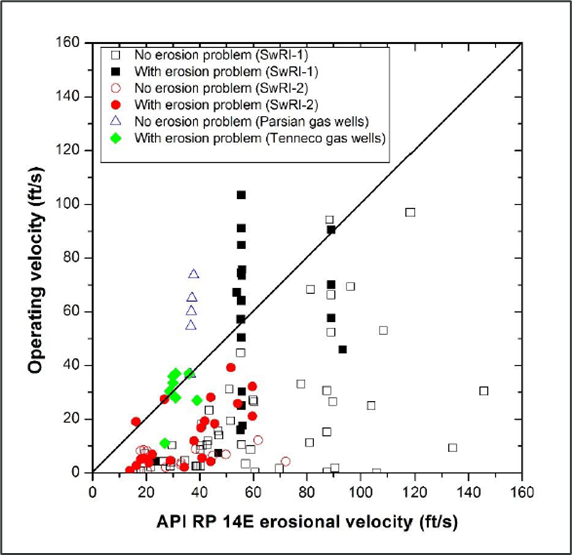 160
140
120
100
80
60
40
20
0
Operating velocity (ft/s)
No erosion problem (SwRI-1)
With erosion problem (SwRI-1)
No erosion problem (SwRI-2)
With erosion problem (SwRI-2)
No erosion problem (Parsian gas wells)
With erosion problem (Tenneco gas wells)
0 20 40 60 80 100 120 140 160
API RP 14E erosional velocity (ft/s)